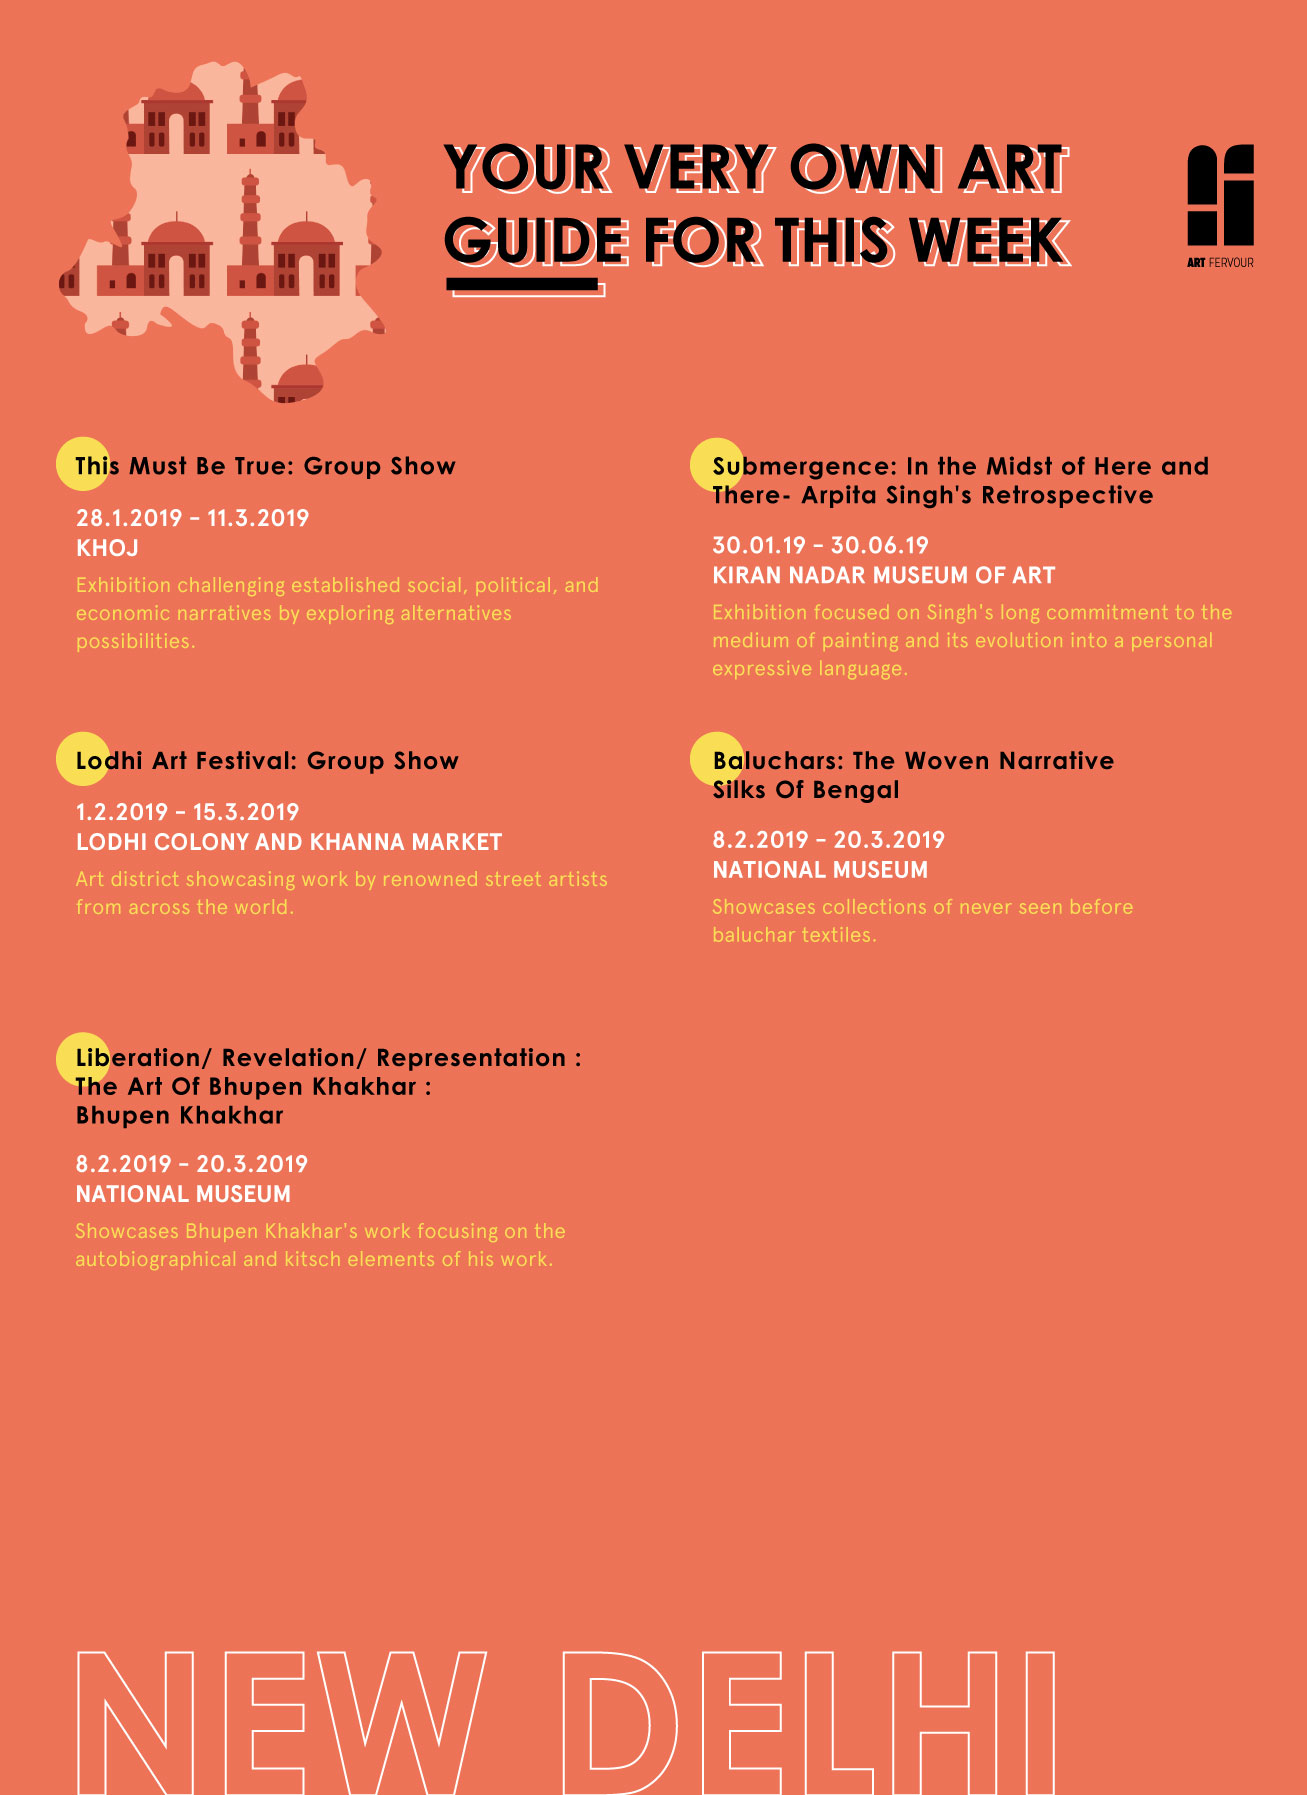 YOUR VERY OWN ART
GUIDE FOR THIS WEEK
ART FERVOUR
This Must Be True: Group Show
28.1.2019 – 11.3.2019
KHOJ
Exhibition challenging established social, political, and
economic narratives by exploring alternatives
possibilities.
Submergence: In the Midst of Here and
There- Arpita Singh's Retrospective
30.01.19 – 30.06.19
KIRAN NADAR MUSEUM OF ART
Exhibition focused on Singh's long commitment to the
medium of painting and its evolution into a personal
expressive language.
Lodhi Art Festival: Group Show
1.2.2019 – 15.3.2019
LODHI COLONY AND KHANNA MARKET
Art district showcasing work by renowned street artists
from across the world.
Baluchars: The Woven Narrative
Silks Of Bengal
8.2.2019 – 20.3.2019
NATIONAL MUSEUM
Showcases collections of never seen before
baluchar textiles.
Liberation/ Revelation/ Representation :
The Art Of Bhupen Khakhar :
Bhupen Khakhar
8.2.2019 – 20.3.2019
NATIONAL MUSEUM
Showcases Bhupen Khakhar's work focusing on the
autobiographical and kitsch elements of his work.
NEW DELHI